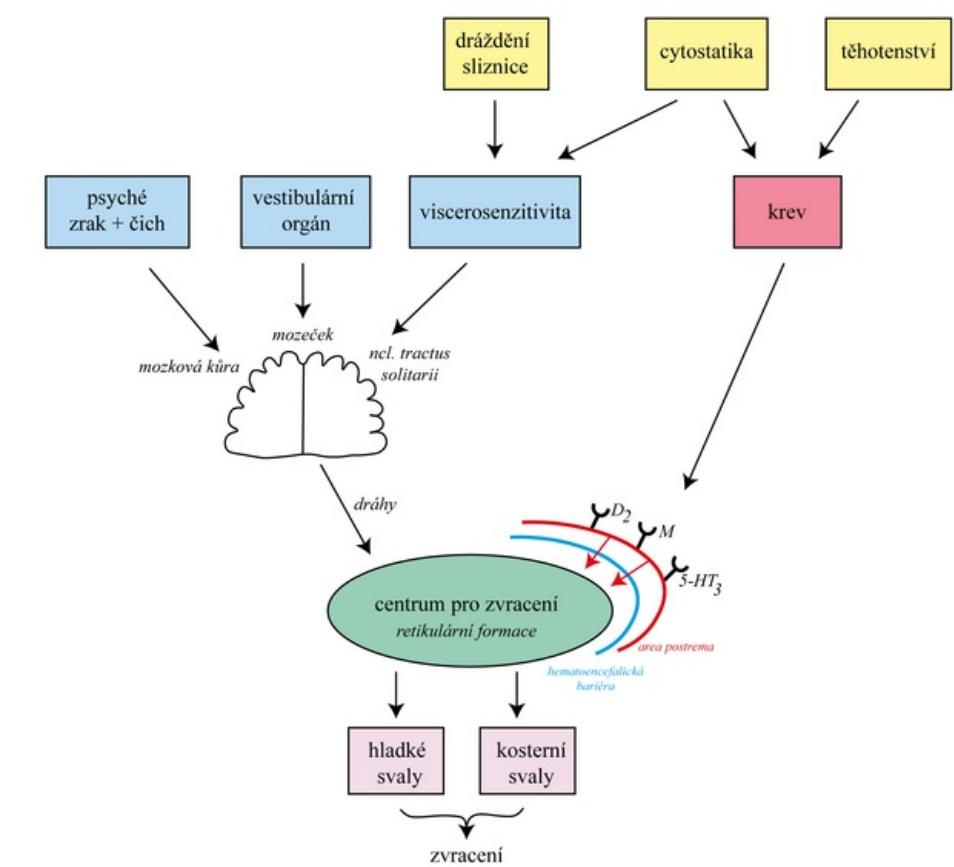 dráždění
sliznice
cytostatika
těhotenství
psyché
zrak + čich
vestibulární
orgán
viscerosenzitivita
krev
mozková kůra
mozeček
ncl. tractus
solitarii
dráhy
D2
M
5-HT3
centrum pro zvracení
retikulární formace
area postrema
hematoencefalická
bariéra
hladké
svaly
kosterní
svaly
zvracení